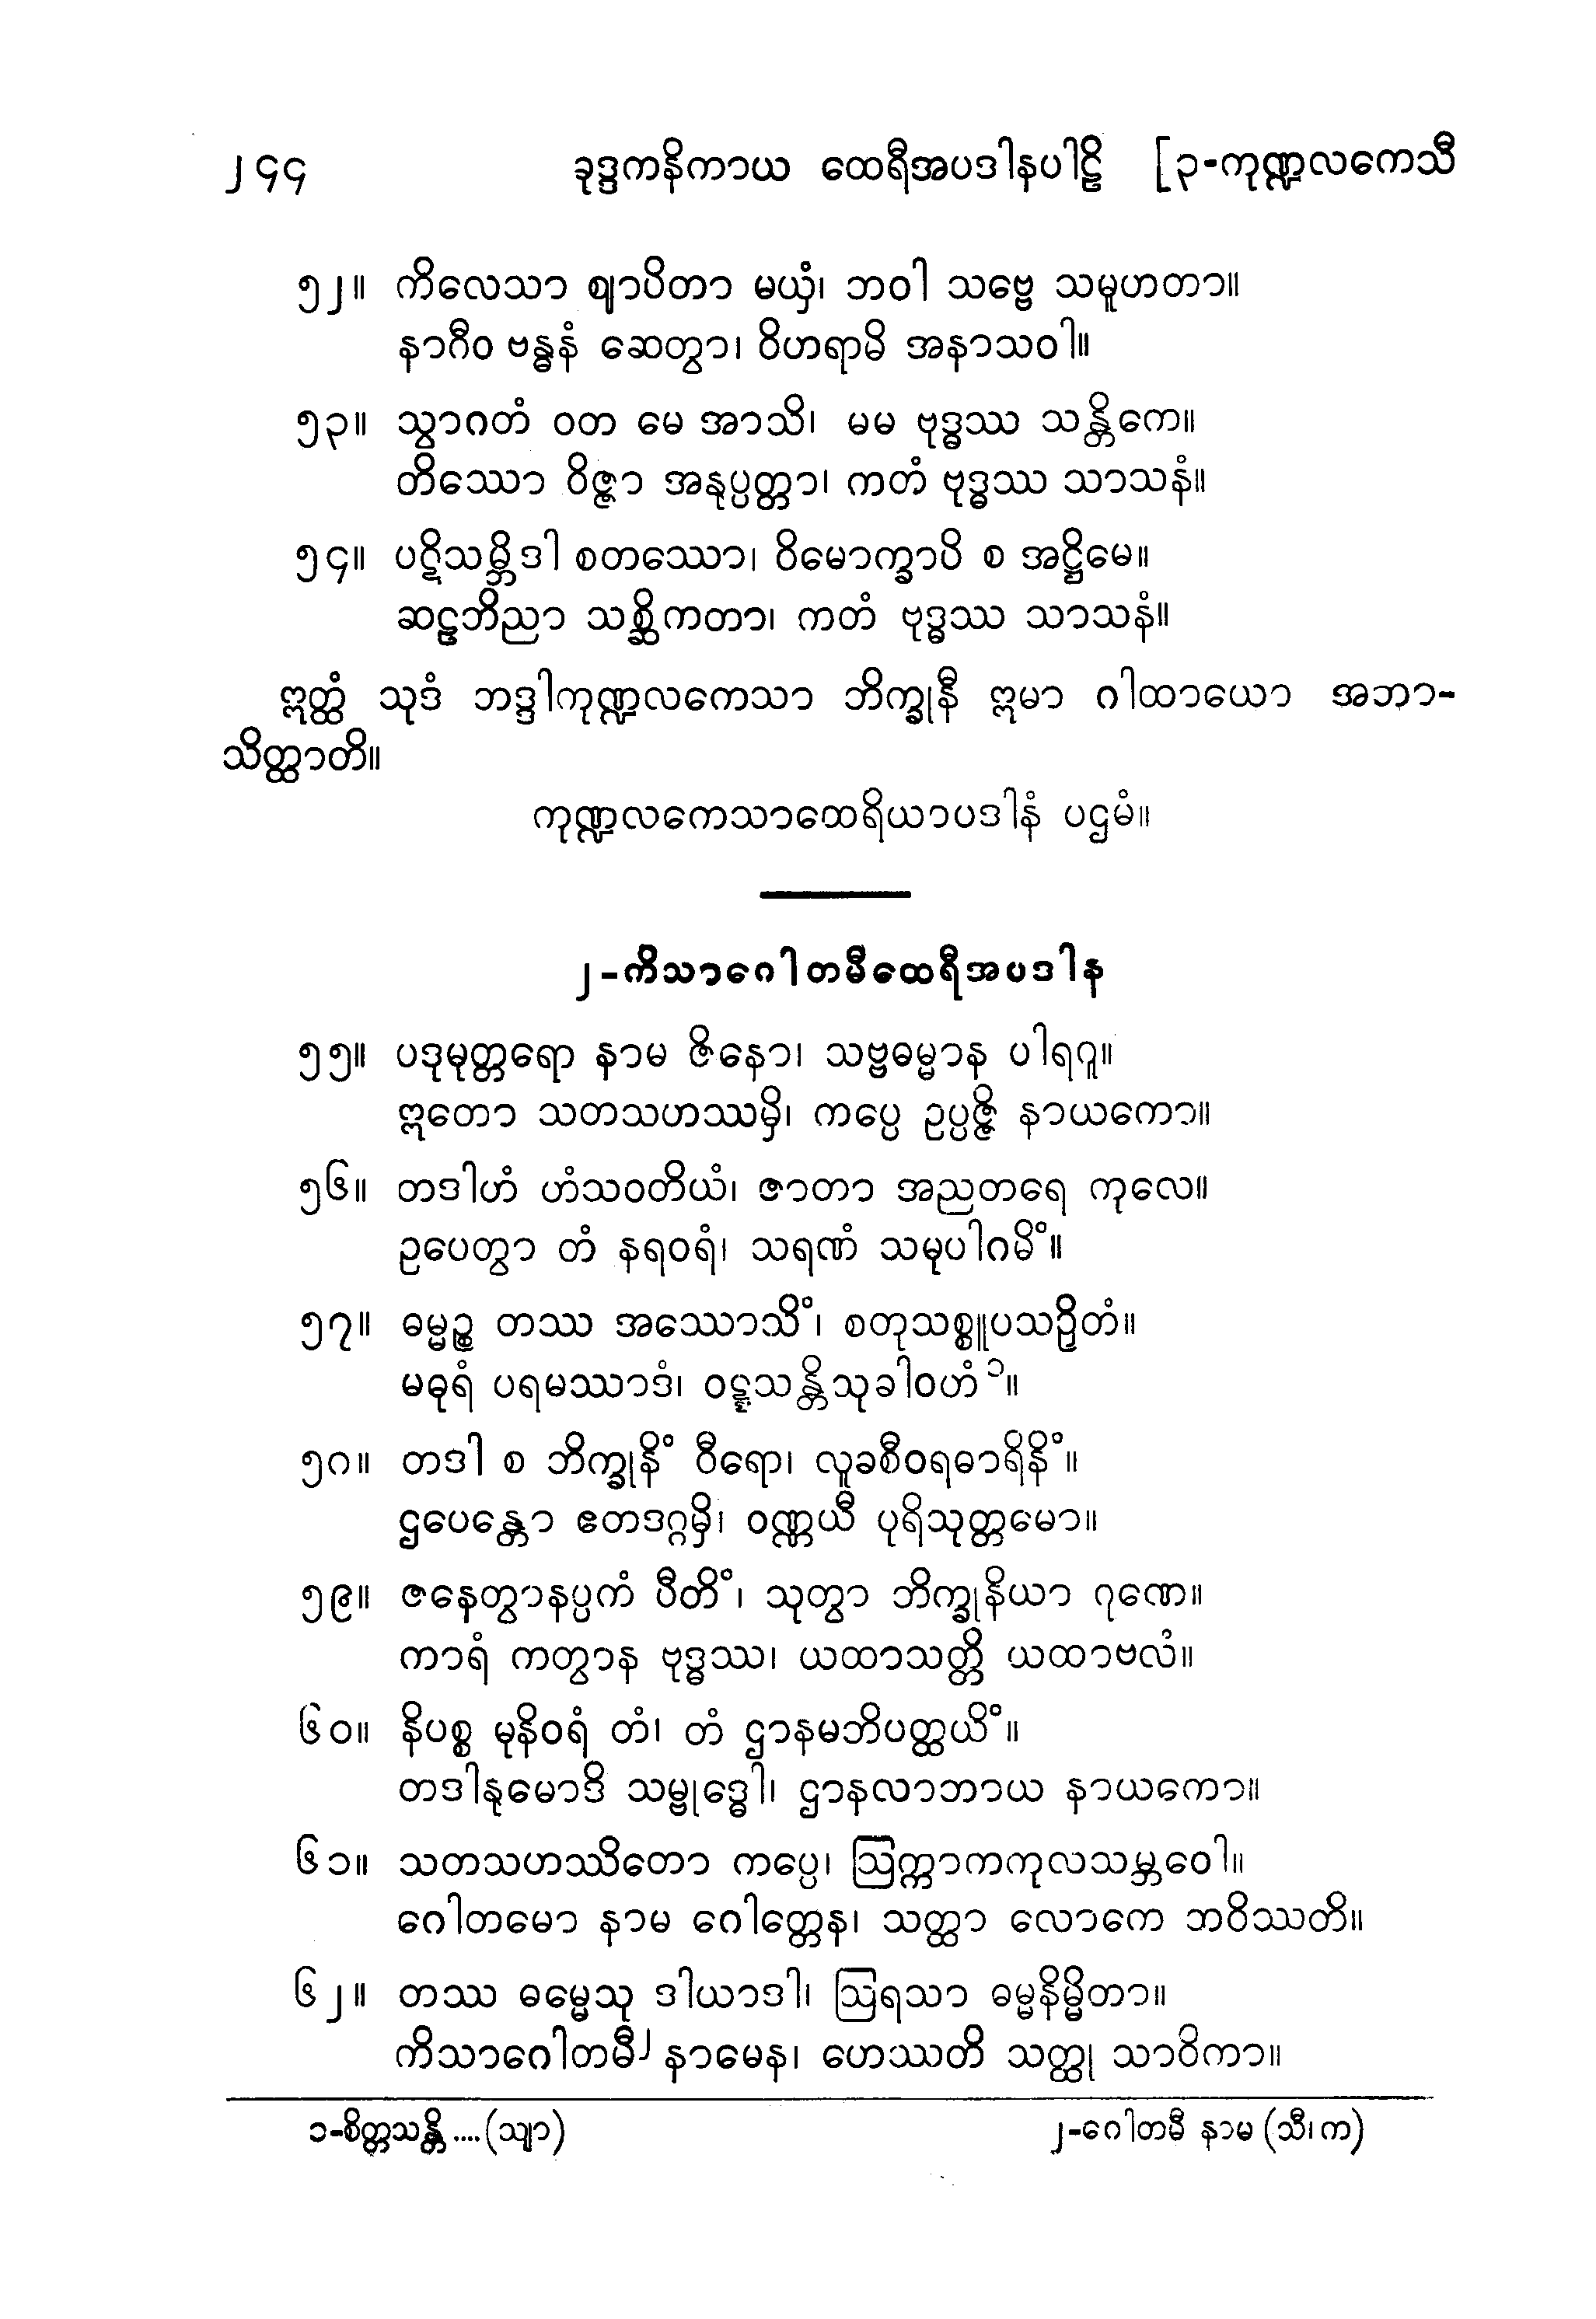 ၂၄၄ ခုဒ္ဒကနိကာယ ထေရီအပဒါနပါဠိ [၃-ကုဏ္ဍလကေသီ
၅၂။ ကိလေသာ ဈာပိတာ မယှံ၊ ဘဝါ သဗ္ဗေ သမူဟတာ။
နာဂီဝ ဗန္ဓနံ ဆေတွာ၊ ဝိဟရာမိ အနာသဝါ။
၅၃။ သွာဂတံ ဝတ မေ အာသိ၊ မမ ဗုဒ္ဓဿ သန္တိကေ။
တိဿော ဝိဇ္ဇာ အနုပ္ပတ္တာ၊ ကတံ ဗုဒ္ဓဿ သာသနံ။
၅၄။ ပဋိသမ္ဘိဒါ စတဿော၊ ဝိမောက္ခာပိ စ အဋ္ဌိမေ။
ဆဠဘိညာ သစ္ဆိကတာ၊ ကတံ ဗုဒ္ဓဿ သာသနံ။
ဣတ္ထံ သုဒံ ဘဒ္ဒါကုဏ္ဍလကေသာ ဘိက္ခုနီ ဣမာ ဂါထာယော အဘာ-
သိတ္ထာတိ။
ကုဏ္ဍလကေသာထေရိယာပဒါနံ ပဌမံ။
၂-ကိသာဂေါတမီထေရီအပဒါန
၅၅။ ပဒုမုတ္တရော နာမ ဇိနော၊ သဗ္ဗဓမ္မာန ပါရဂူ။
ဣတော သတသဟဿမှိ၊ ကပ္ပေ ဥပ္ပဇ္ဇိ နာယကော။
၅၆။ တဒါဟံ ဟံသဝတိယံ၊ ဇာတာ အညတရေ ကုလေ။
ဥပေတွာ တံ နရဝရံ၊ သရဏံ သမုပါဂမိံ။
၅၇။ ဓမ္မဉ္စ တဿ အဿောသိံ၊ စတုသစ္စူပသဉှိတံ။
မဓုရံ ပရမဿာဒံ၊ ဝဋ္ဋသန္တိသုခါဝဟံ၁။
၅၈။ တဒါ စ ဘိက္ခုနိံ ဝီရော၊ လူခစီဝရဓာရိနိံ။
ဌပေန္တော ဧတဒဂ္ဂမှိ၊ ဝဏ္ဏယီ ပုရိသုတ္တမော။
၅၉။ ဇနေတွာနပ္ပကံ ပီတိံ၊ သုတွာ ဘိက္ခုနိယာ ဂုဏေ။
ကာရံ ကတွာန ဗုဒ္ဓဿ၊ ယထာသတ္တိ ယထာဗလံ။
၆၀။ နိပစ္စ မုနိဝရံ တံ၊ တံ ဌာနမဘိပတ္ထယိံ။
တဒါနုမောဒိ သမ္ဗုဒ္ဓေါ၊ ဌာနလာဘာယ နာယကော။
၆၁။ သတသဟဿိတော ကပ္ပေ၊ ဩက္ကာကကုလသမ္ဘဝေါ။
ဂေါတမော နာမ ဂေါတ္တေန၊ သတ္ထာ လောကေ ဘဝိဿတိ။
၆၂။ တဿ ဓမ္မေသု ဒါယာဒါ၊ ဩရသာ ဓမ္မနိမ္မိတာ။
ကိသာဂေါတမီ၂ နာမေန၊ ဟေဿတိ သတ္ထု သာဝိကာ။
၁-စိတ္တသန္တိ ....(သျာ) ၂-ဂေါတမီ နာမ (သီ၊ က)